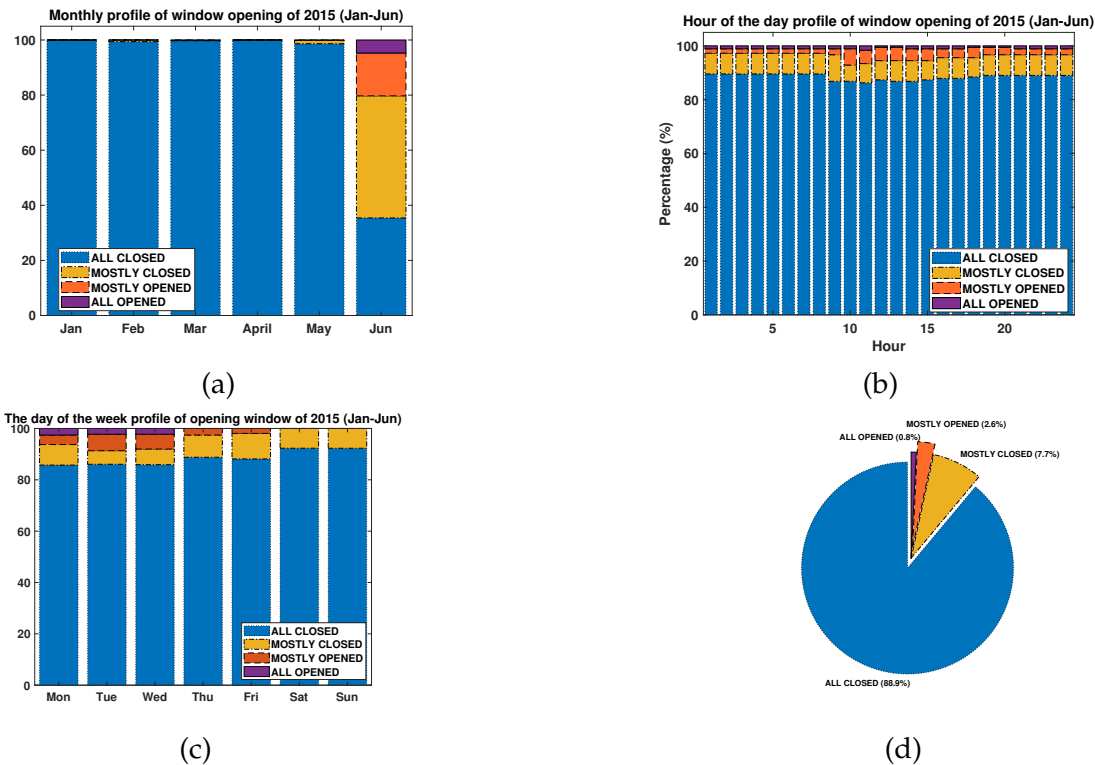 Monthly profile of window opening of 2015 (Jan-Jun)
100
80
60
40
20
0
ALL CLOSED
MOSTLY CLOSED
MOSTLY OPENED
ALL OPENED
Jan Feb Mar April May Jun
(a)
Hour of the day profile of window opening of 2015 (Jan-Jun)
Percentage (%)
100
80
60
40
20
0
ALL CLOSED
MOSTLY CLOSED
MOSTLY OPENED
ALL OPENED
5 10 15 20
Hour
(b)
The day of the week profile of opening window of 2015 (Jan-Jun)
100
80
60
40
20
0
ALL CLOSED
MOSTLY CLOSED
MOSTLY OPENED
ALL OPENED
Mon Tue Wed Thu Fri Sat Sun
(c)
MOSTLY OPENED (2.6%)
ALL OPENED (0.8%)
MOSTLY CLOSED (7.7%)
ALL CLOSED (88.9%)
(d)